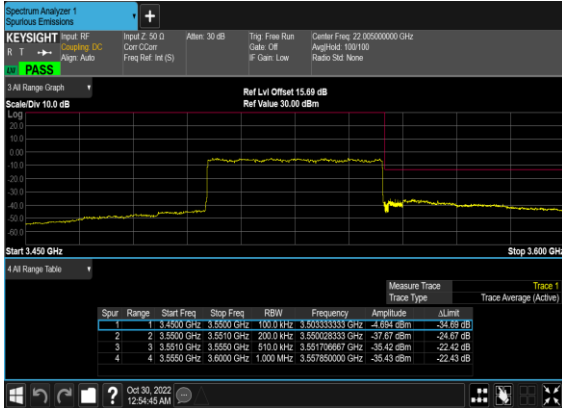 Spectrum Analyzer 1
Spurious Emissions
+
KEYSIGHT
R T
PASS
Input: RF
Coupling: DC
Align: Auto
Input Z: 50 Ω
Corr CCorr
Freq Ref: Int (S)
Atten: 30 dB
Trig: Free Run
Gate: Off
IF Gain: Low
Center Freq: 22.005000000 GHz
Avg|Hold: 100/100
Radio Std: None
3 All Range Graph
Ref Lvl Offset 15.69 dB
Scale/Div 10.0 dB
Ref Value 30.00 dBm
Log
20.0
10.0
0.00
-10.0
-20.0
-30.0
-40.0
-50.0
-60.0
Start 3.450 GHz
Stop 3.600 GHz
4 All Range Table
Measure Trace Trace 1
Trace Type Trace Average (Active)
Spur Range Start Freq Stop Freq RBW Frequency Amplitude ΔLimit
1 1 3.4500 GHz 3.5500 GHz 100.0 kHz 3.503333333 GHz -4.694 dBm -34.69 dB
2 2 3.5500 GHz 3.5510 GHz 200.0 kHz 3.550028333 GHz -37.67 dBm -24.67 dB
3 3 3.5510 GHz 3.5550 GHz 510.0 kHz 3.551706667 GHz -35.42 dBm -22.42 dB
4 4 3.5550 GHz 3.6000 GHz 1.000 MHz 3.557850000 GHz -35.43 dBm -22.43 dB
?
Oct 30, 2022
12:54:45 AM